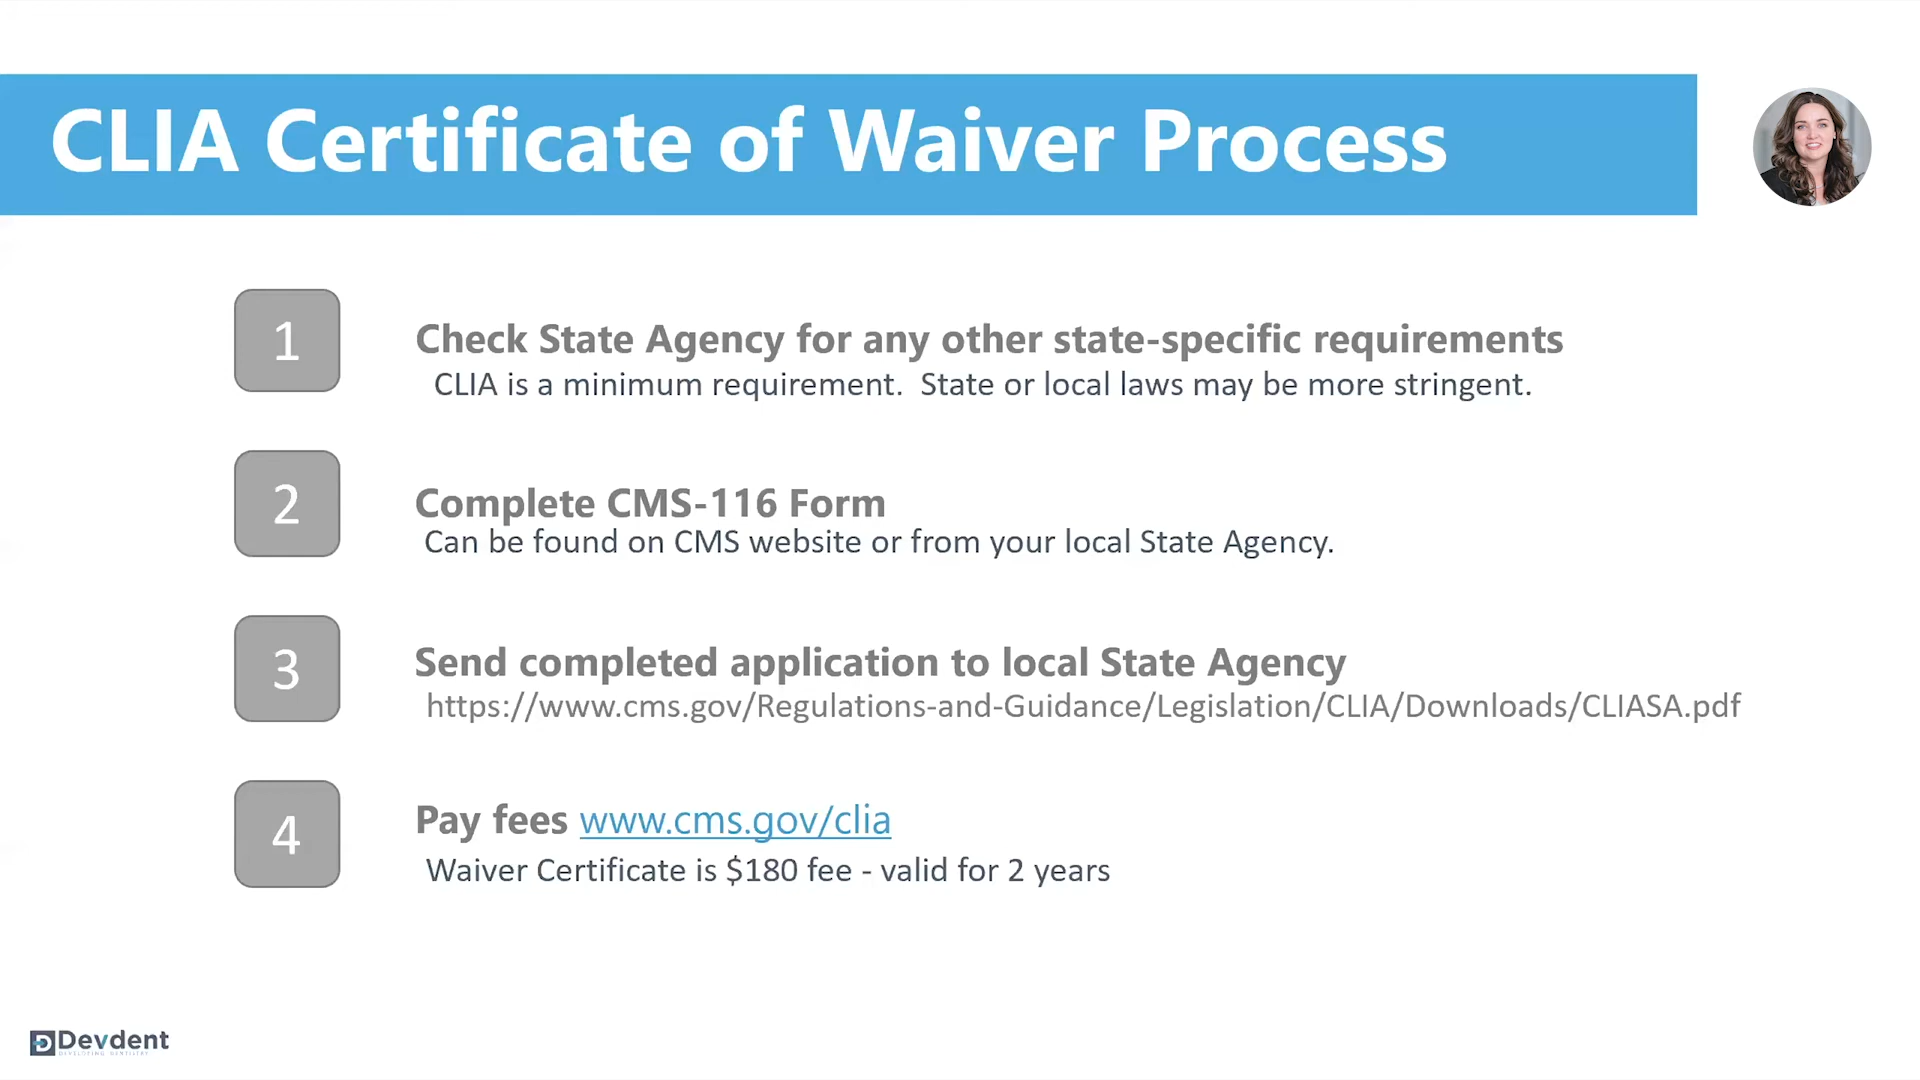 CLIA Certificate of Waiver Process
1
Check State Agency for any other state-specific requirements
CLIA is a minimum requirement.  State or local laws may be more stringent.
2
Complete CMS-116 Form
Can be found on CMS website or from your local State Agency.
3
Send completed application to local State Agency
https://www.cms.gov/Regulations-and-Guidance/Legislation/CLIA/Downloads/CLIASA.pdf
4
Pay fees www.cms.gov/clia
Waiver Certificate is $180 fee - valid for 2 years
Devdent
DEVELOPING DENTISTRY